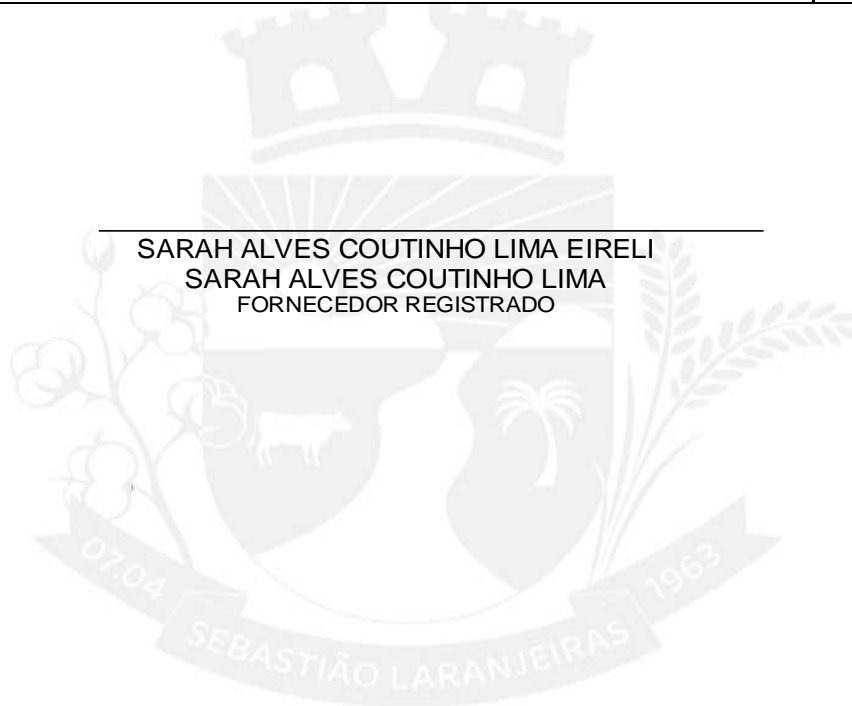 SARAH ALVES COUTINHO LIMA EIRELI
SARAH ALVES COUTINHO LIMA
FORNECEDOR REGISTRADO
07.04
SEBASTIÃO LARANJEIRAS
1963